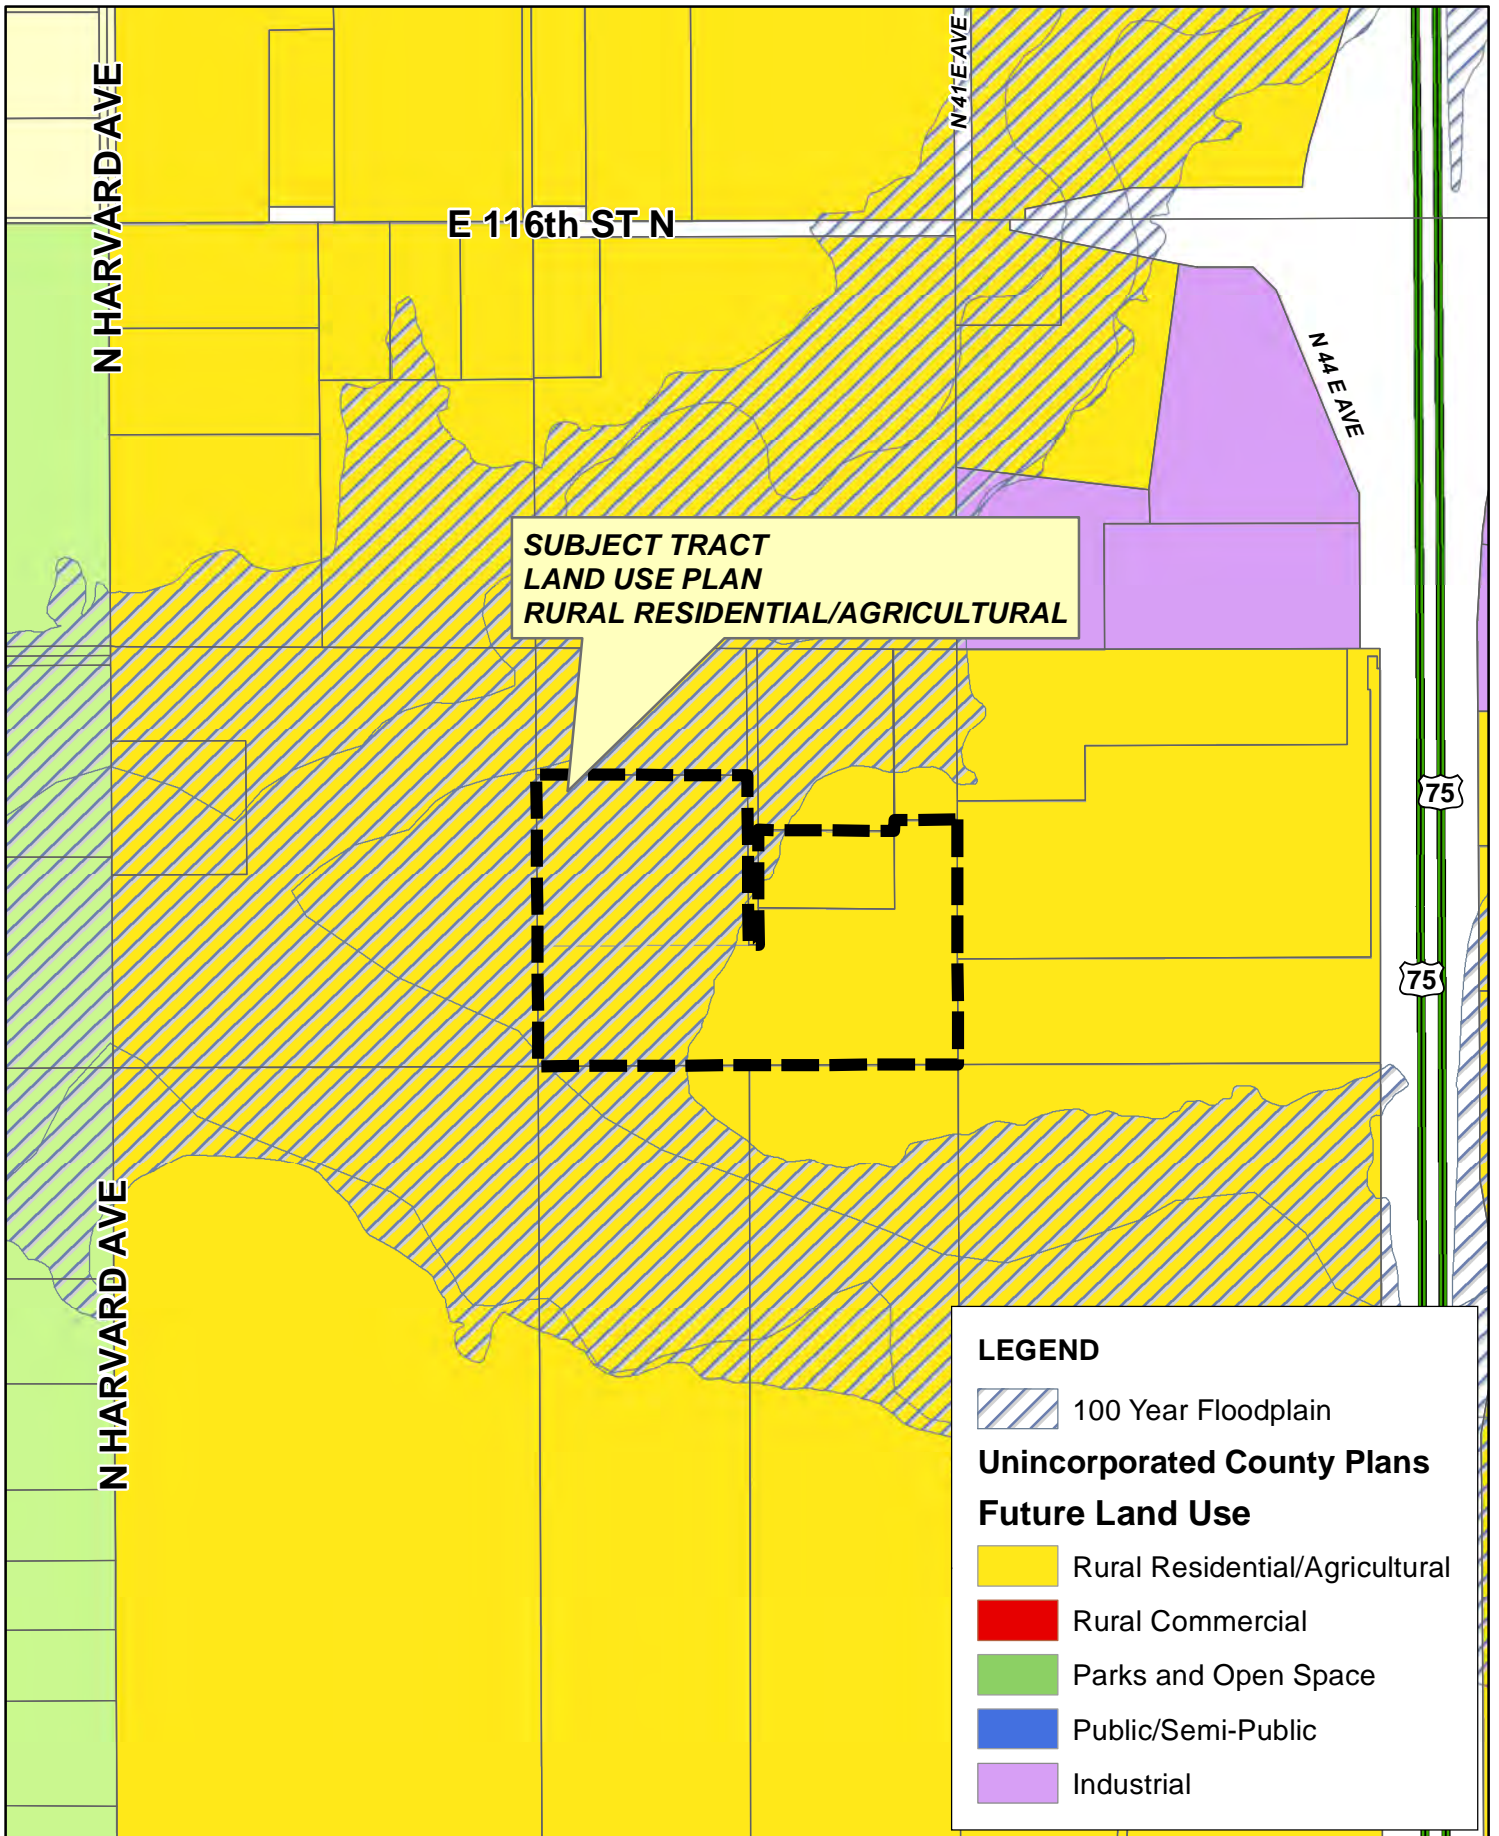 N 41 E AVE
N HARVARD AVE
E 116th ST N
N 44 E AVE
SUBJECT TRACT
LAND USE PLAN
RURAL RESIDENTIAL/AGRICULTURAL
75
75
N HARVARD AVE
LEGEND
100 Year Floodplain
Unincorporated County Plans
Future Land Use
Rural Residential/Agricultural
Rural Commercial
Parks and Open Space
Public/Semi-Public
Industrial